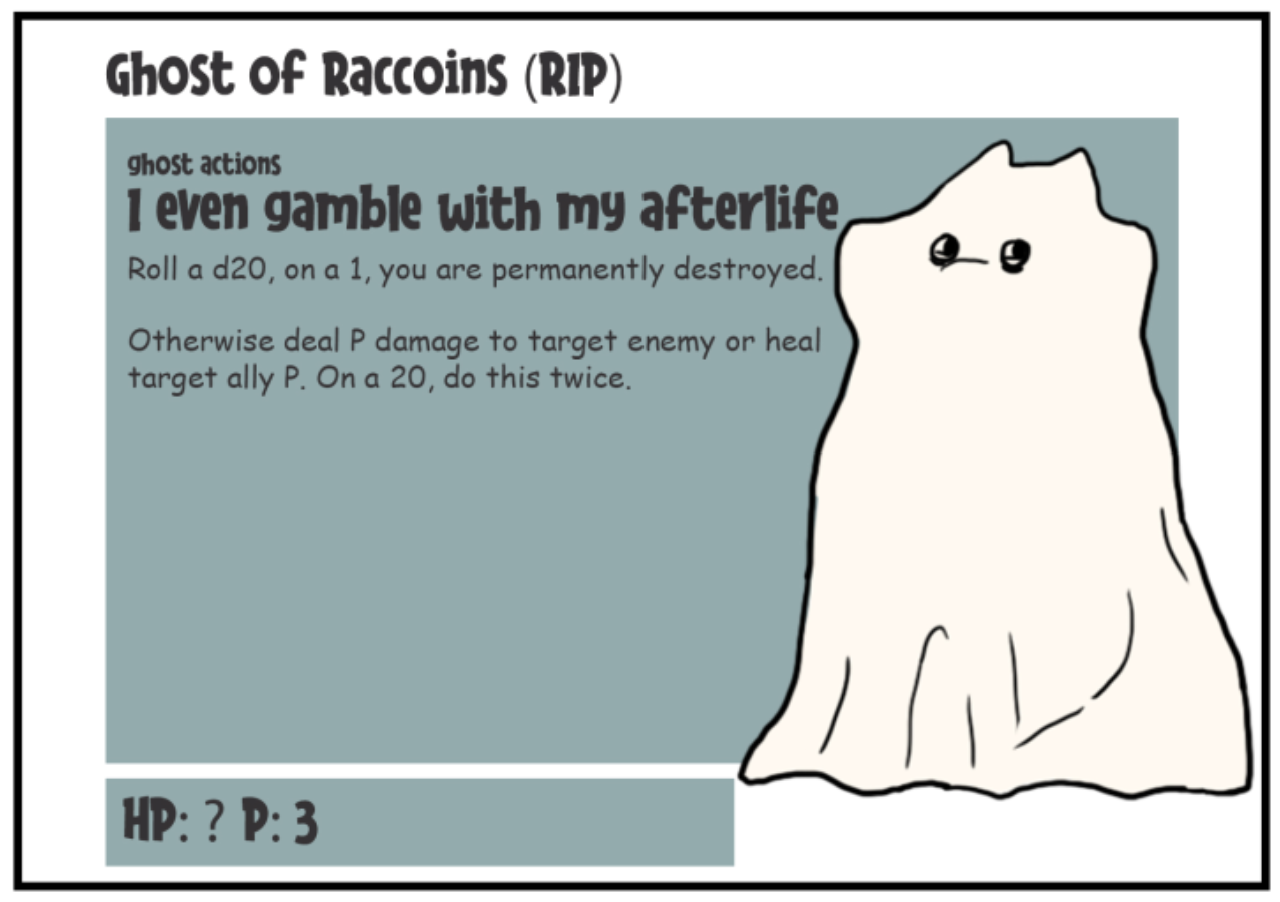 Ghost of Raccoins (RIP)
ghost actions
I even gamble with my afterlife
Roll a d20, on a 1, you are permanently destroyed.
Otherwise deal P damage to target enemy or heal
target ally P. On a 20, do this twice.
HP: ? P: 3